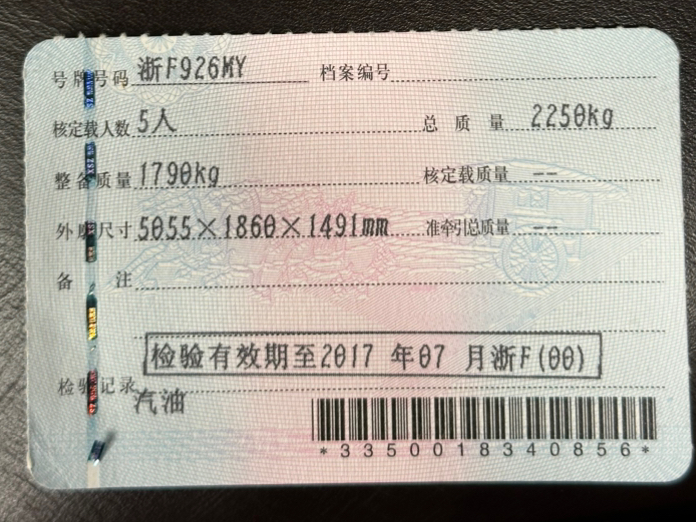 号牌号码 浙F926MY 档案编号
核定载人数 5人 总质量 2250kg
整备质量 1790kg 核定载质量 --
外廓尺寸 5055×1860×1491mm 准牵引总质量 --
备注
检验有效期至2017年07月浙F(00)
检验记录
汽油
*3350018340856*